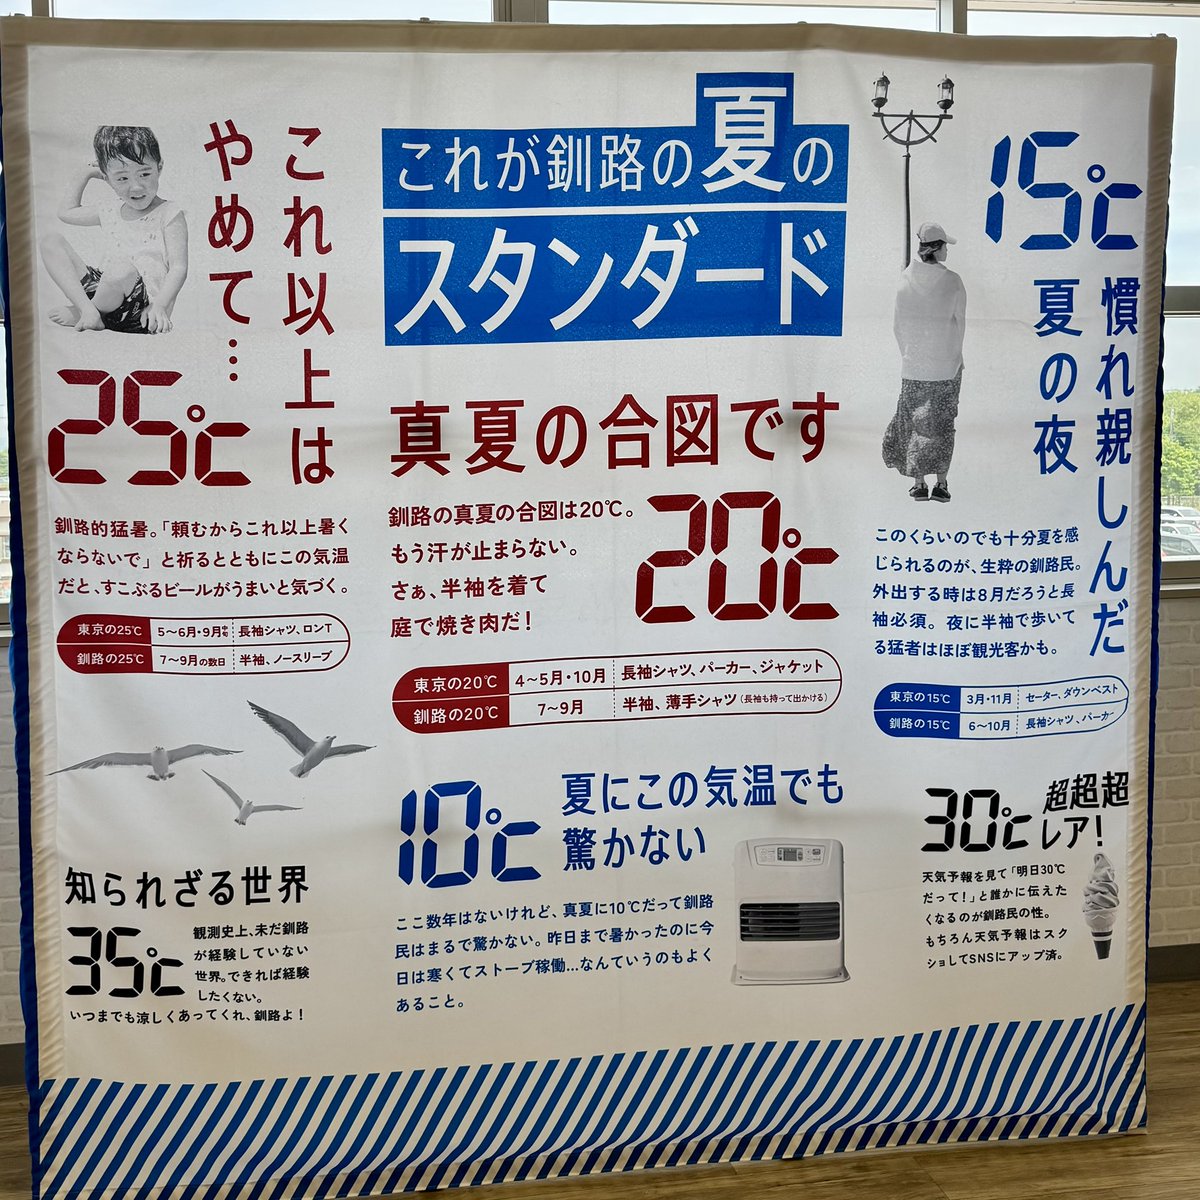 これが釧路の夏の
スタンダード
これ以上は
やめて…
25℃
釧路的猛暑。「頼むからこれ以上暑く
ならないで」と祈るとともにこの気温
だと、すこぶるビールがうまいと気づく。
東京の25℃ 5〜6月・9月中旬 長袖シャツ、ロンT
釧路の25℃ 7〜9月の数日 半袖、ノースリーブ
真夏の合図です
20℃
釧路の真夏の合図は20℃。
もう汗が止まらない。
さぁ、半袖を着て
庭で焼き肉だ！
東京の20℃ 4〜5月・10月 長袖シャツ、パーカー、ジャケット
釧路の20℃ 7〜9月 半袖、薄手シャツ（長袖も持って出かける）
15℃
慣れ親しんだ
夏の夜
このくらいのでも十分夏を感
じられるのが、生粋の釧路民。
外出する時は8月だろうと長
袖必須。夜に半袖で歩いて
る猛者はほぼ観光客かも。
東京の15℃ 3月・11月 セーター、ダウンベスト
釧路の15℃ 6〜10月 長袖シャツ、パーカー
知られざる世界
35℃
観測史上、未だ釧路
が経験していない
世界。できれば経験
したくない。
いつまでも涼しくあってくれ、釧路よ！
10℃
夏にこの気温でも
驚かない
ここ数年はないけれど、真夏に10℃だって釧路
民はまるで驚かない。昨日まで暑かったのに今
日は寒くてストーブ稼働…なんていうのもよく
あること。
30℃
超超超
レア！
天気予報を見て「明日30℃
だって！」と誰かに伝えたく
なるのが釧路民の性。
もちろん天気予報はスク
ショしてSNSにアップ済。